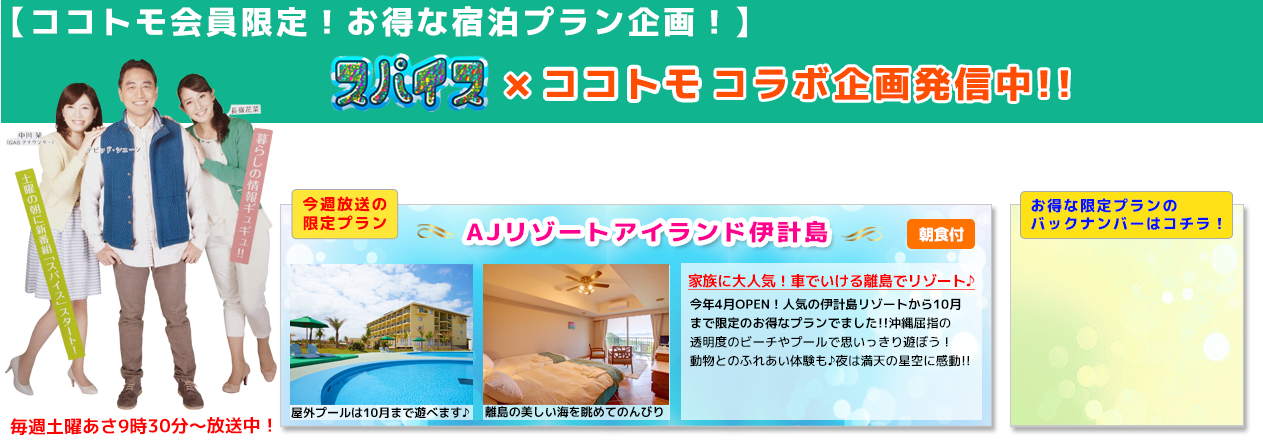 【ココトモ会員限定！お得な宿泊プラン企画！】
スパイス × ココトモ コラボ企画発信中!!
中川 栞
(QABアナウンサー)
デビッド・シェーン
長嶺花菜
暮らしの情報ギュギュ!!
土曜の朝に新番組「スパイス」スタート!
毎週土曜あさ9時30分〜放送中！
今週放送の
限定プラン
AJリゾートアイランド伊計島
朝食付
屋外プールは10月まで遊べます♪
離島の美しい海を眺めてのんびり
家族に大人気！車でいける離島でリゾート♪
今年4月OPEN！人気の伊計島リゾートから10月
まで限定のお得なプランでました!!沖縄屈指の
透明度のビーチやプールで思いっきり遊ぼう！
動物とのふれあい体験も♪夜は満天の星空に感動!!
お得な限定プランの
バックナンバーはコチラ！